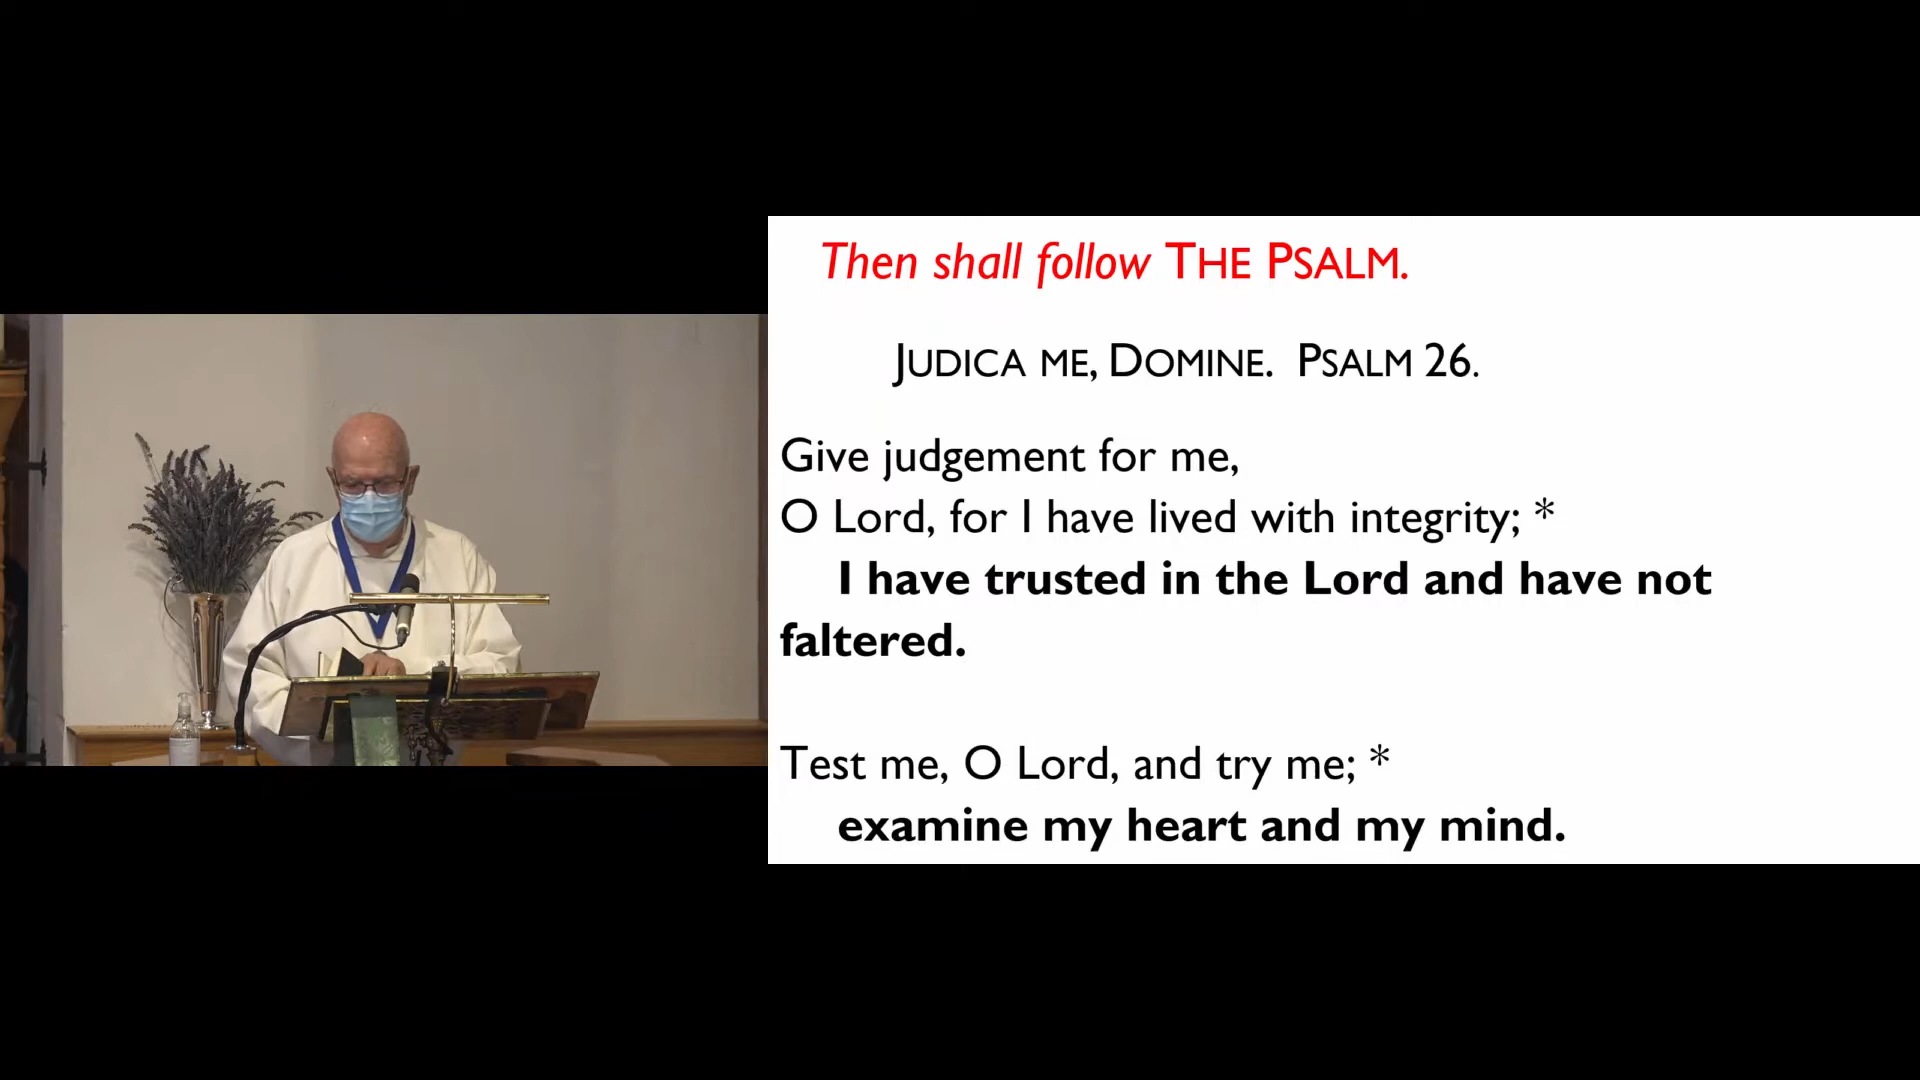 Then shall follow THE PSALM.
JUDICA ME, DOMINE. PSALM 26.
Give judgement for me,
O Lord, for I have lived with integrity; *
I have trusted in the Lord and have not
faltered.
Test me, O Lord, and try me; *
examine my heart and my mind.